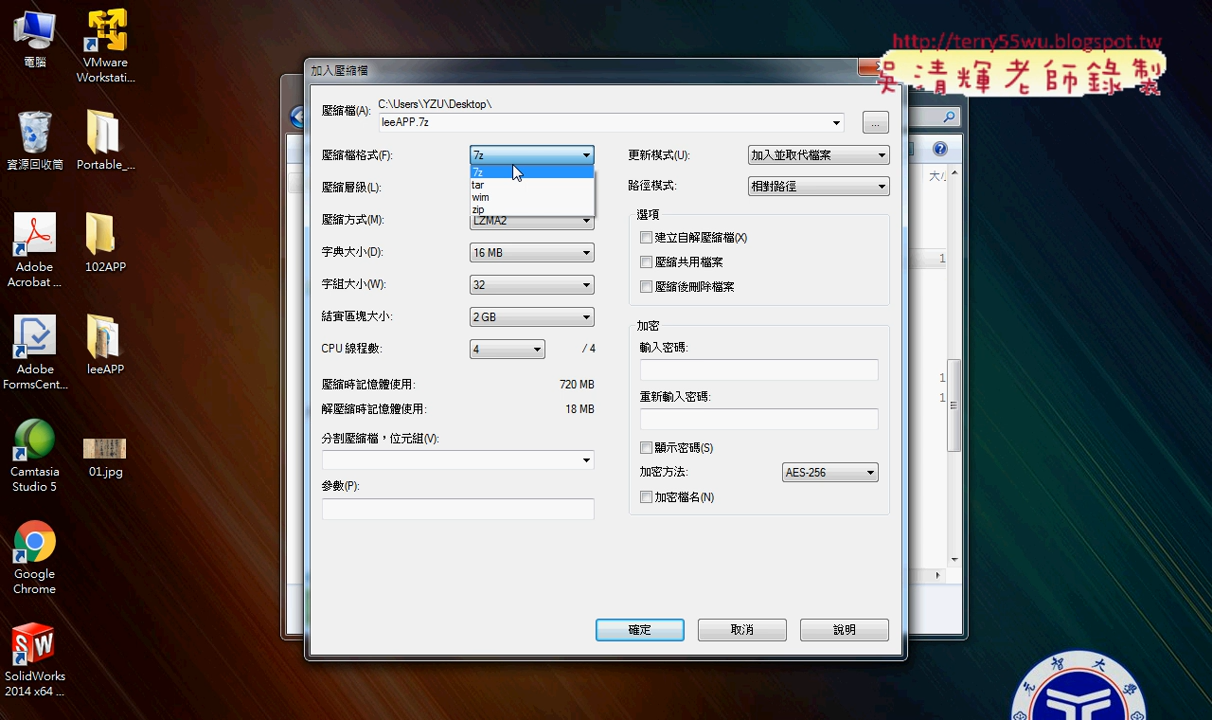 http://terry55wu.blogspot.tw
吳清輝老師錄製
電腦
VMware
Workstati...
資源回收筒
Portable_...
Adobe
Acrobat ...
102APP
Adobe
FormsCent...
leeAPP
Camtasia
Studio 5
01.jpg
Google
Chrome
SolidWorks
2014 x64 ...
加入壓縮檔
壓縮檔(A):
C:\Users\YZU\Desktop\
leeAPP.7z
...
壓縮檔格式(F):
7z
7z
tar
wim
zip
壓縮層級(L):
壓縮方式(M):
LZMA2
字典大小(D):
16 MB
字組大小(W):
32
結實區塊大小:
2 GB
CPU 線程數:
4
/ 4
壓縮時記憶體使用:
720 MB
解壓縮時記憶體使用:
18 MB
分割壓縮檔，位元組(V):
參數(P):
更新模式(U):
加入並取代檔案
路徑模式:
相對路徑
選項
建立自解壓縮檔(X)
壓縮共用檔案
壓縮後刪除檔案
加密
輸入密碼:
重新輸入密碼:
顯示密碼(S)
加密方法:
AES-256
加密檔名(N)
確定
取消
說明
大小
1
1
1
元智大學